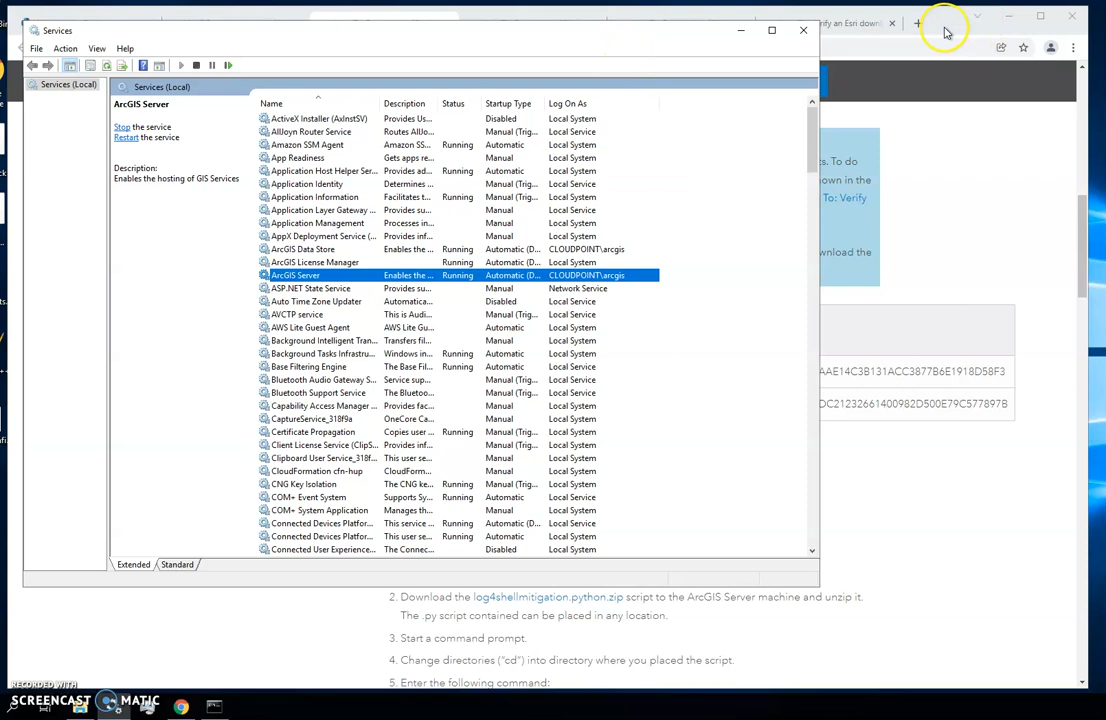 Services
rify an Esri down
File Action View Help
Services (Local)
Services (Local)
ArcGIS Server
Stop the service
Restart the service
Description:
Enables the hosting of GIS Services
Name Description Status Startup Type Log On As
ActiveX Installer (AxInstSV) Provides Us... Disabled Local System
AllJoyn Router Service Routes AllJo... Manual (Trig... Local Service
Amazon SSM Agent Amazon SS... Running Automatic Local System
App Readiness Gets apps re... Manual Local System
Application Host Helper Ser... Provides ad... Running Automatic Local System
Application Identity Determines ... Manual (Trig... Local Service
Application Information Facilitates t... Running Manual (Trig... Local System
Application Layer Gateway ... Provides su... Manual Local Service
Application Management Processes in... Manual Local System
AppX Deployment Service (... Provides inf... Manual Local System
ArcGIS Data Store Enables the ... Running Automatic (D... CLOUDPOINT\arcgis
ArcGIS License Manager Running Automatic (D... Local System
ArcGIS Server Enables the ... Running Automatic (D... CLOUDPOINT\arcgis
ASP.NET State Service Provides su... Manual Network Service
Auto Time Zone Updater Automatica... Disabled Local Service
AVCTP service This is Audi... Manual (Trig... Local Service
AWS Lite Guest Agent AWS Lite Gu... Automatic Local System
Background Intelligent Tran... Transfers fil... Manual Local System
Background Tasks Infrastru... Windows in... Running Automatic Local System
Base Filtering Engine The Base Fil... Running Automatic Local Service
Bluetooth Audio Gateway S... Service sup... Manual (Trig... Local Service
Bluetooth Support Service The Bluetoo... Manual (Trig... Local Service
Capability Access Manager ... Provides fac... Manual Local System
CaptureService_318f9a OneCore Ca... Manual Local System
Certificate Propagation Copies user ... Running Manual (Trig... Local System
Client License Service (ClipS... Provides inf... Manual (Trig... Local System
Clipboard User Service_318f... This user se... Manual Local System
CloudFormation cfn-hup CloudForm... Manual Local System
CNG Key Isolation The CNG ke... Running Manual (Trig... Local System
COM+ Event System Supports Sy... Running Automatic Local Service
COM+ System Application Manages th... Manual Local System
Connected Devices Platfor... This service ... Running Automatic (D... Local Service
Connected Devices Platfor... This user se... Running Automatic Local System
Connected User Experience... The Connec... Disabled Local System
Extended Standard
ts. To do
own in the
To: Verify
ownload the
AAE14C3B131ACC3877B6E1918D58F3
DC21232661400982D500E79C577897B
2. Download the log4shellmitigation.python.zip script to the ArcGIS Server machine and unzip it.
The .py script contained can be placed in any location.
3. Start a command prompt.
4. Change directories ("cd") into directory where you placed the script.
5. Enter the following command:
RECORDED WITH
SCREENCAST MATIC